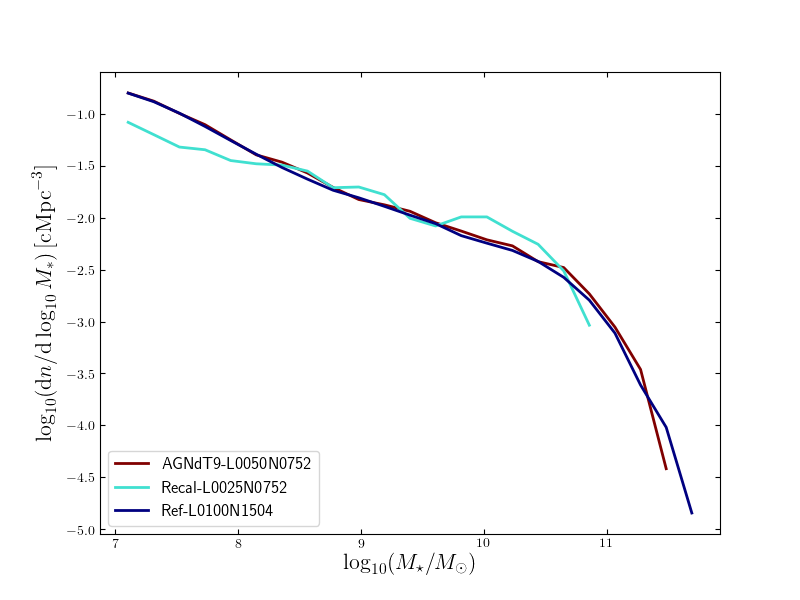 −1.0
−1.5
−2.0
−2.5
−3.0
−3.5
−4.0
−4.5
−5.0
log₁₀(dn/d log₁₀ M∗) [cMpc⁻³]
AGNdT9-L0050N0752
Recal-L0025N0752
Ref-L0100N1504
7 8 9 10 11
log₁₀(M⋆/M⊙)